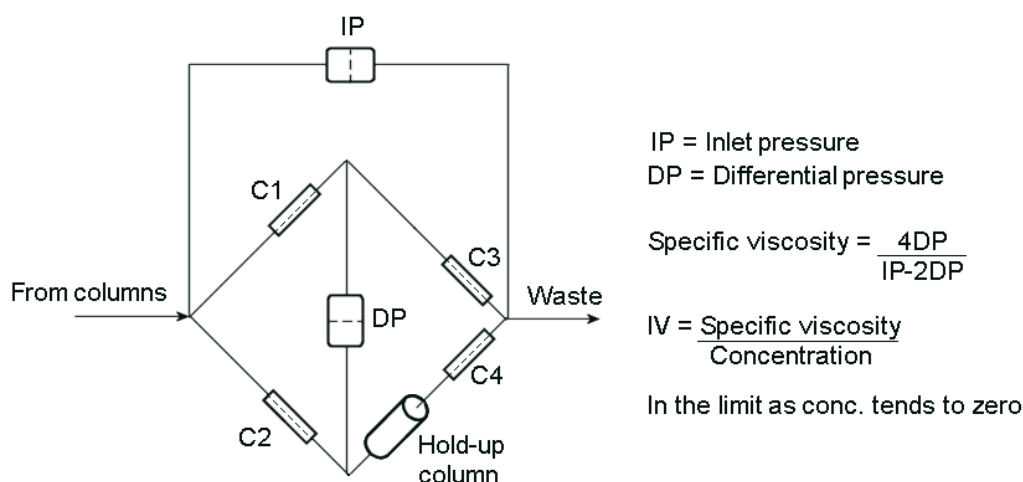 IP
C1
C3
From columns
Waste
DP
C4
C2
Hold-up
column
IP = Inlet pressure
DP = Differential pressure
Specific viscosity = 4DP
IP-2DP
IV = Specific viscosity
Concentration
In the limit as conc. tends to zero